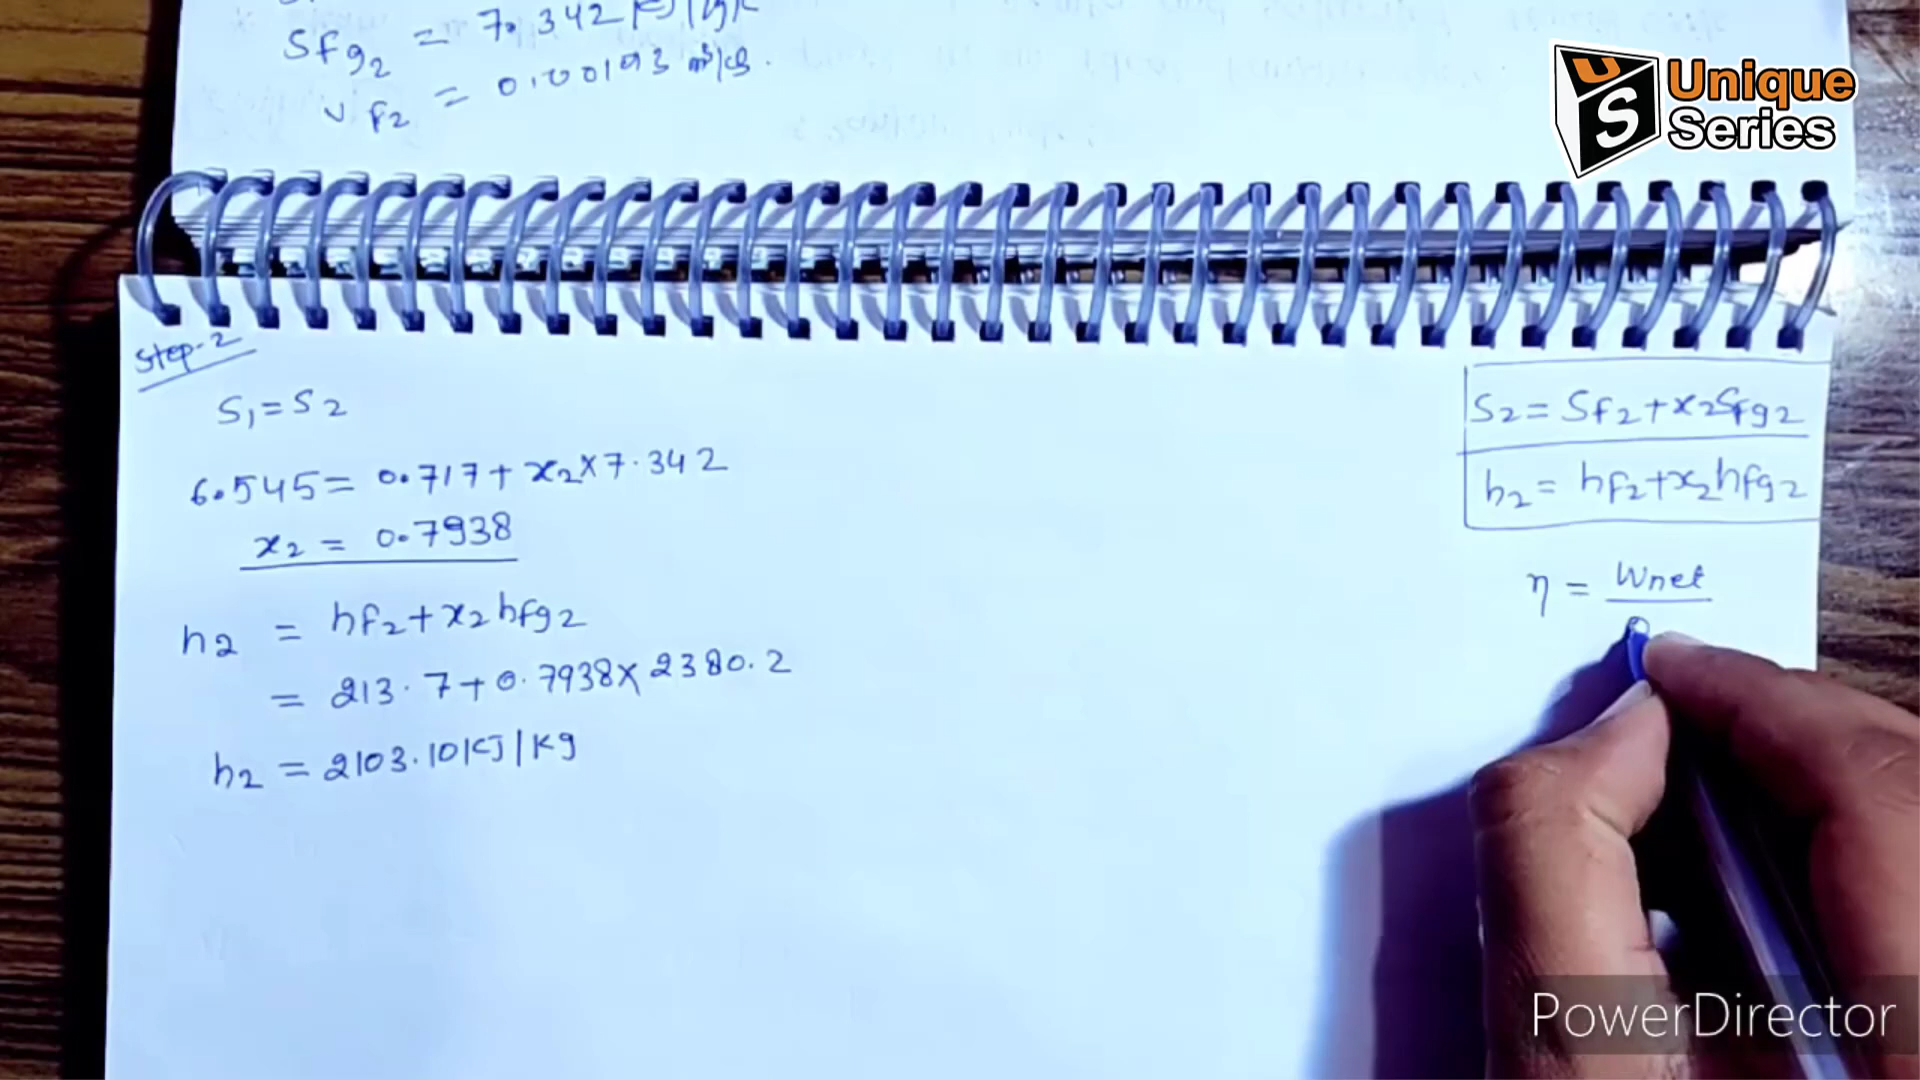 Sfg2 = 7.342 KJ/kgK
vf2 = 0.00103 m³/kg.
US
Unique
Series
Step-2
S1 = S2
6.545 = 0.717 + x2 × 7.342
x2 = 0.7938
h2 = hf2 + x2 hfg2
= 213.7 + 0.7938 × 2380.2
h2 = 2103.10 KJ/Kg
S2 = Sf2 + x2 Sfg2
h2 = hf2 + x2 hfg2
η = Wnet
PowerDirector